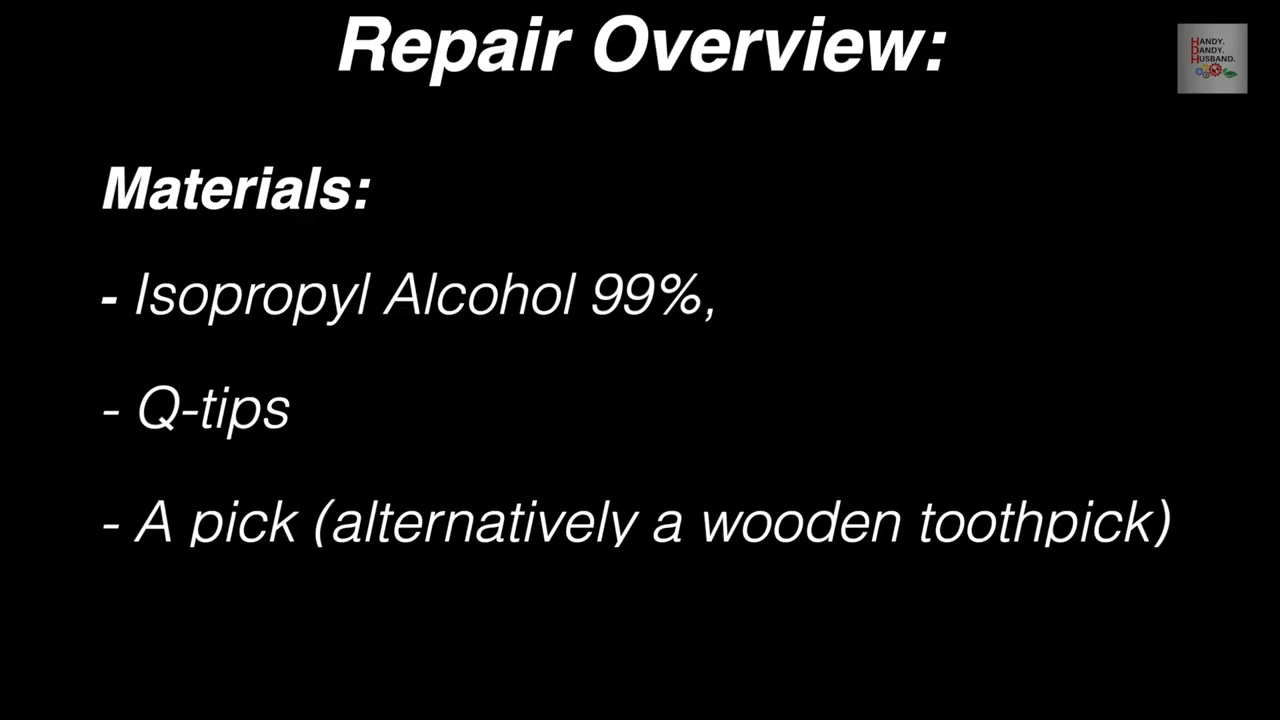 Repair Overview:
HANDY.
DANDY.
HUSBAND.
Materials:
- Isopropyl Alcohol 99%,
- Q-tips
- A pick (alternatively a wooden toothpick)